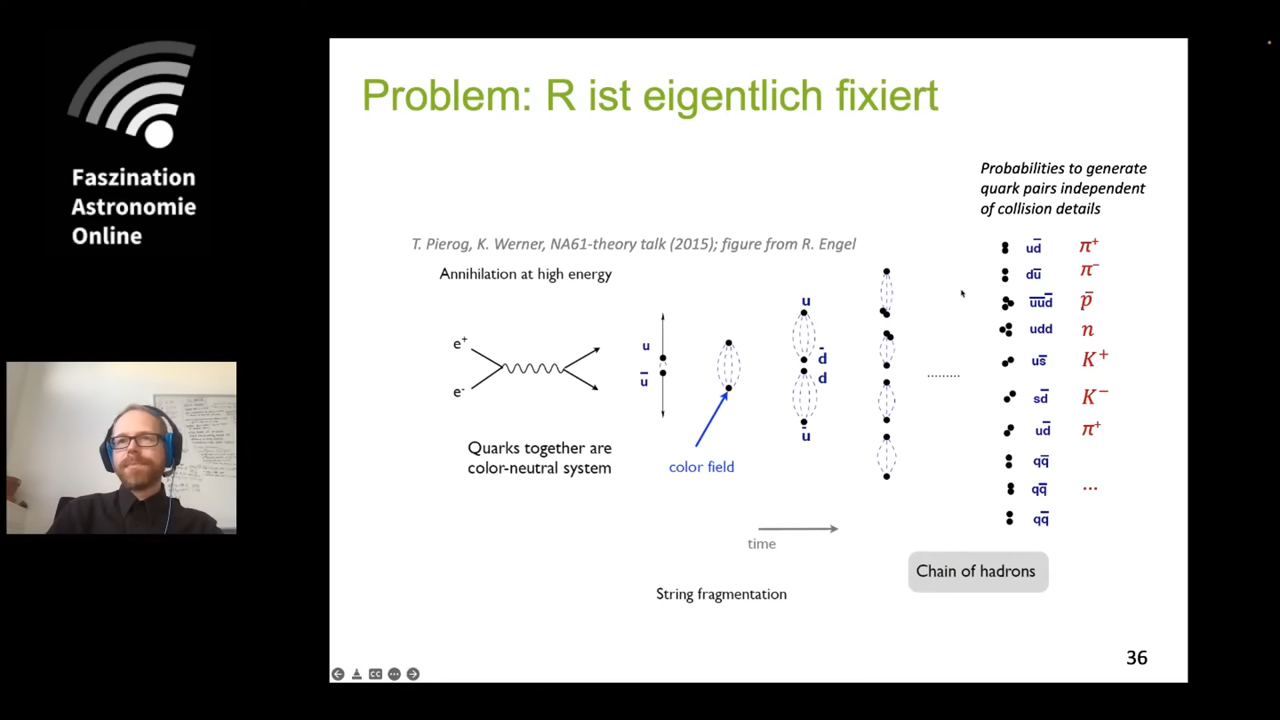 Faszination
Astronomie
Online
Problem: R ist eigentlich fixiert
Probabilities to generate
quark pairs independent
of collision details
T. Pierog, K. Werner, NA61-theory talk (2015); figure from R. Engel
Annihilation at high energy
e⁺
e⁻
Quarks together are
color-neutral system
u
u̅
color field
u
d̅
d
u̅
time
String fragmentation
ud̅ π⁺
du̅ π⁻
u̅u̅d̅ p̅
udd n
us̅ K⁺
sd̅ K⁻
ud̅ π⁺
qq̅
qq̅ ...
qq̅
Chain of hadrons
36
CC